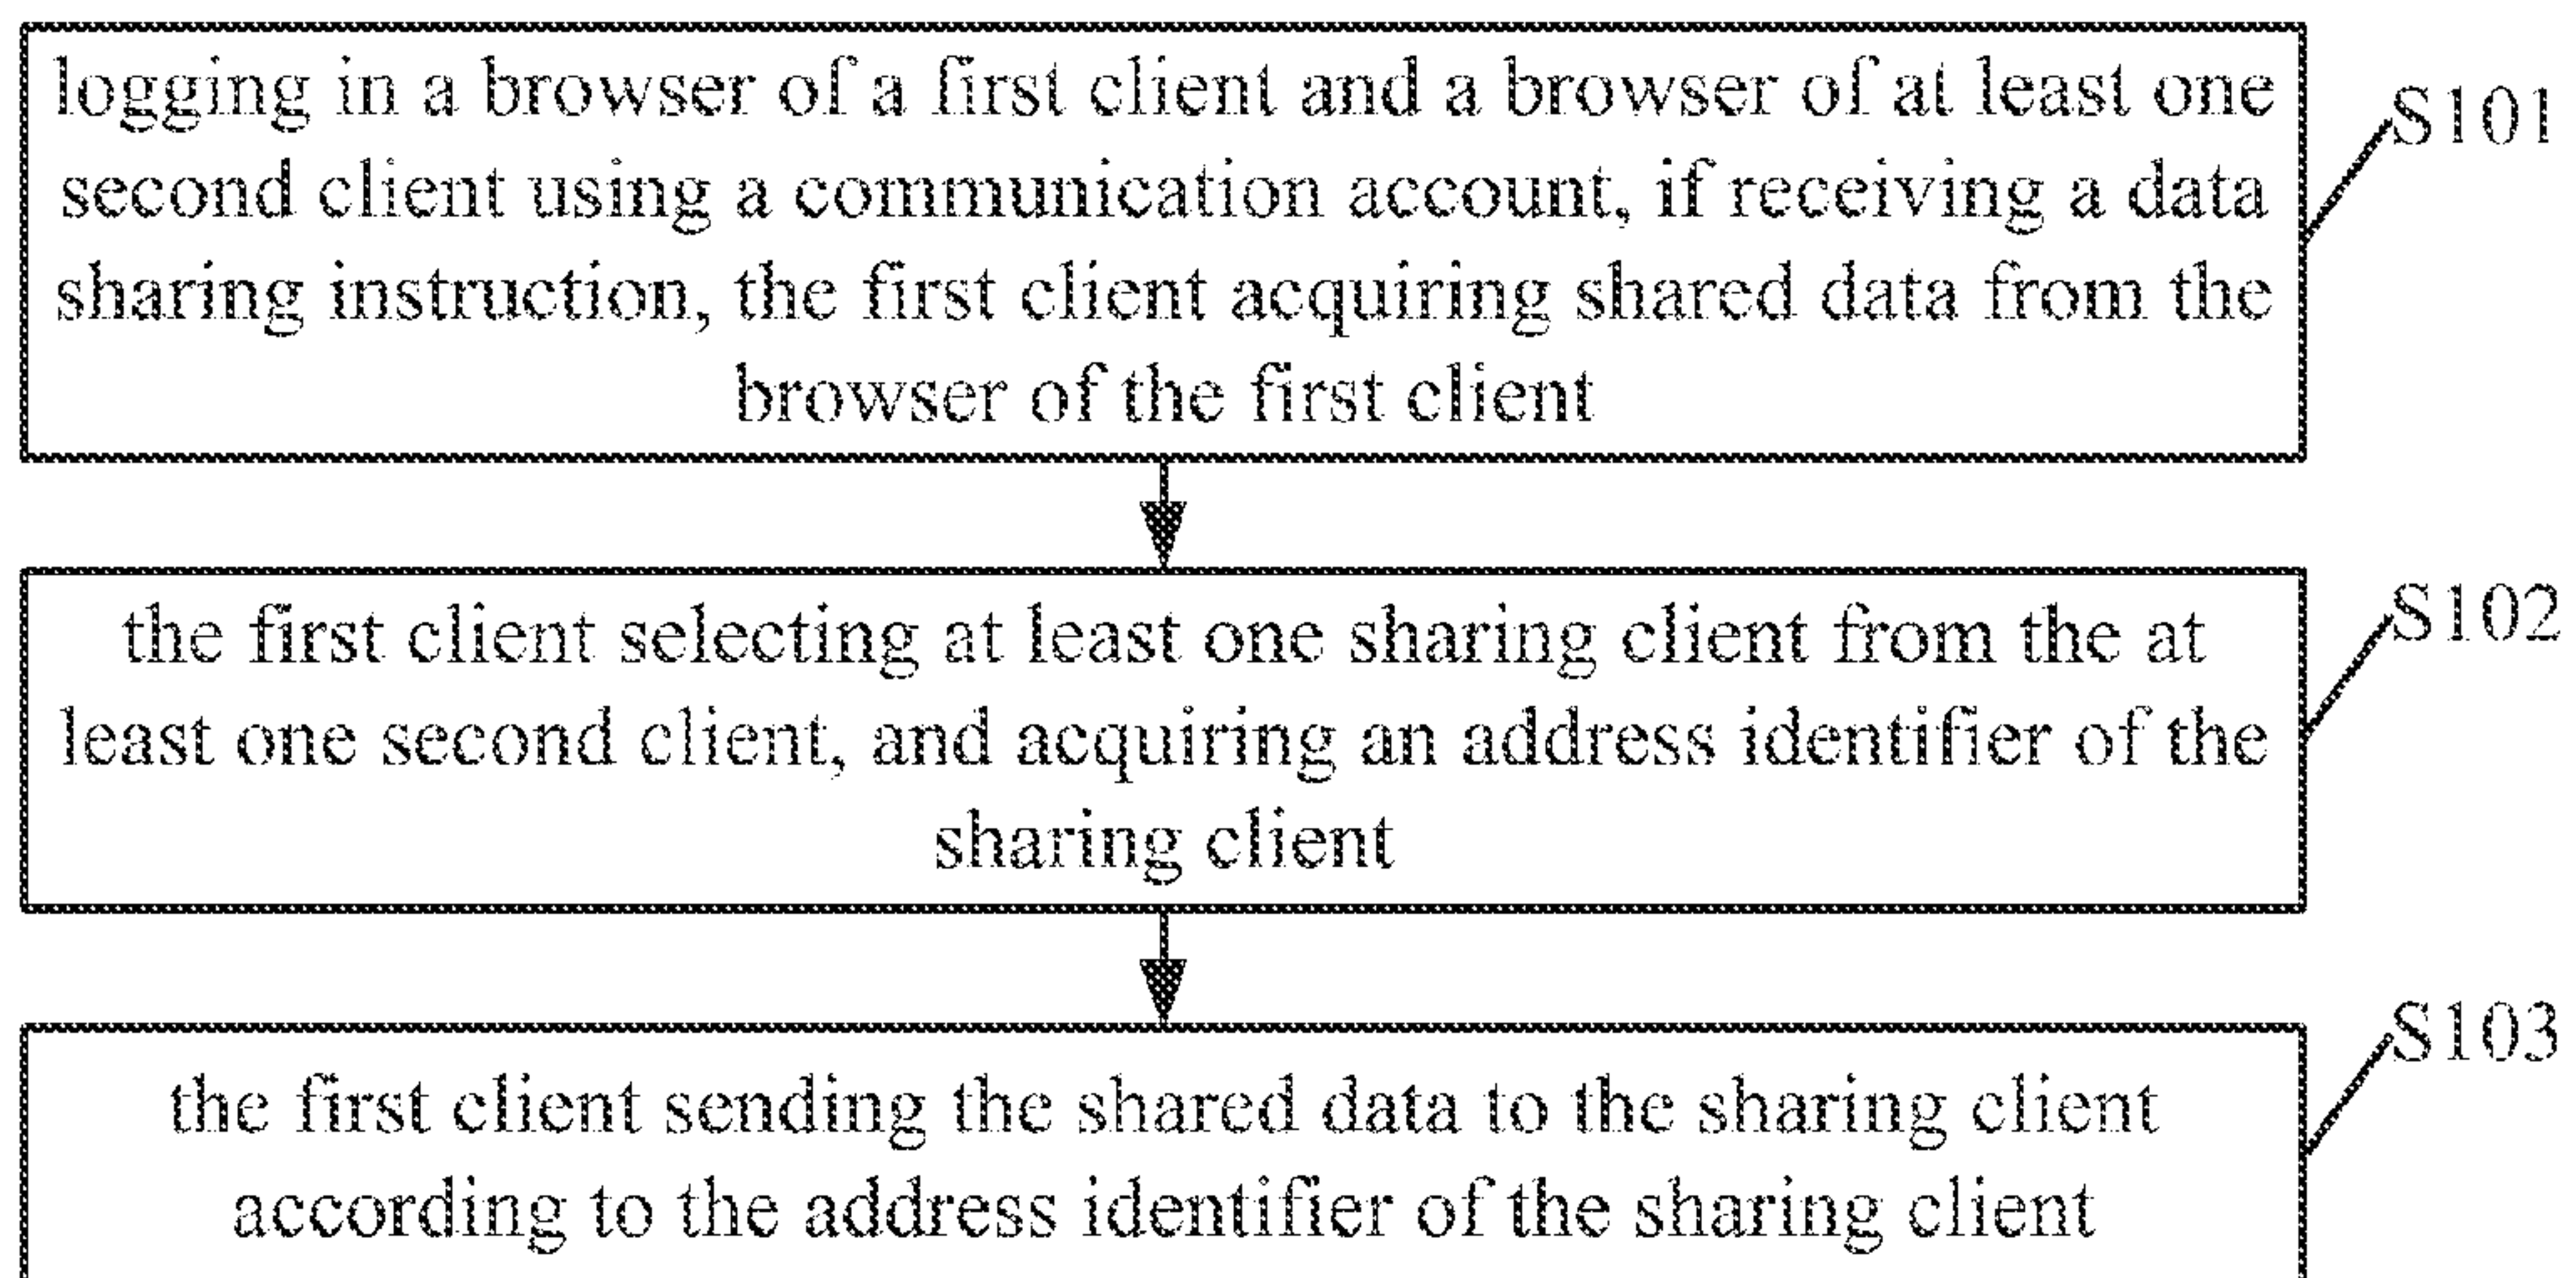 logging in a browser of a first client and a browser of at least one
S101
second client using a communication account, if receiving a data
sharing instruction, the first client acquiring shared data from the
browser of the first client
the first client selecting at least one sharing client from the at
S102
least one second client, and acquiring an address identifier of the
sharing client
S103
the first client sending the shared data to the sharing client
according to the address identifier of the sharing client